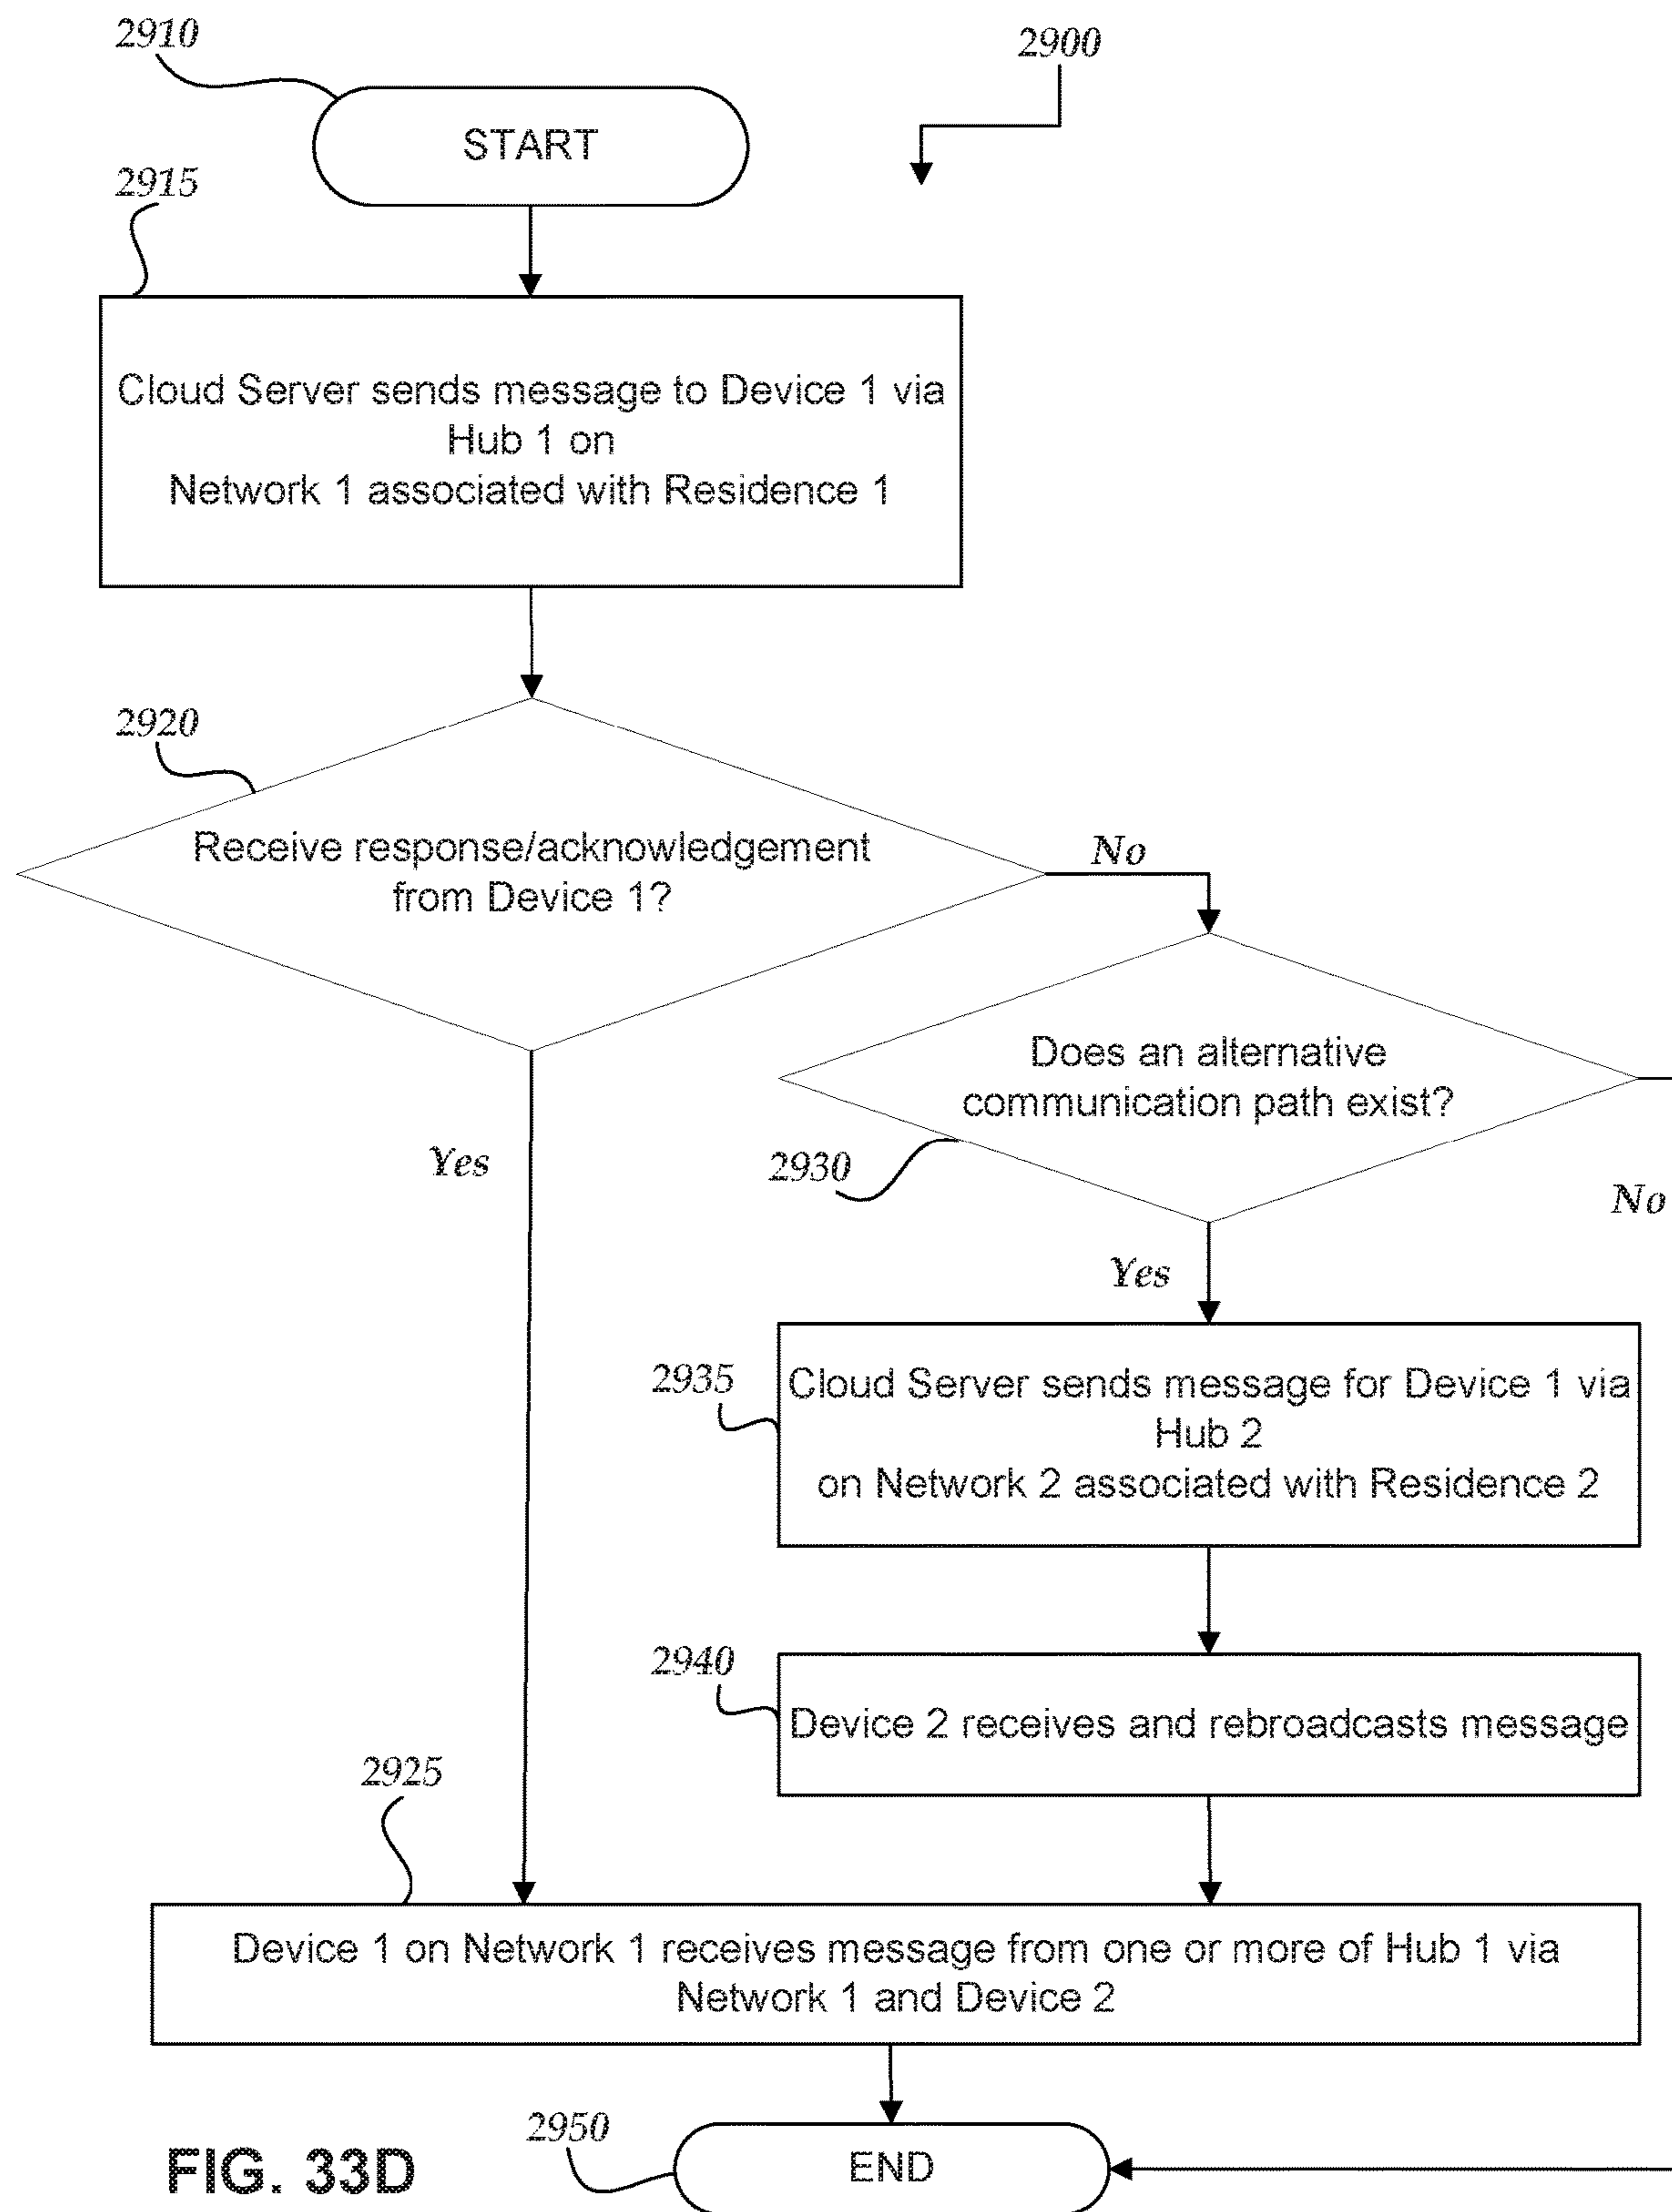 2910
2900
START
2915
Cloud Server sends message to Device 1 via
Hub 1 on
Network 1 associated with Residence 1
2920
Receive response/acknowledgement
from Device 1?
No
Does an alternative
communication path exist?
Yes
2930
No
Yes
2935
Cloud Server sends message for Device 1 via
Hub 2
on Network 2 associated with Residence 2
2940
Device 2 receives and rebroadcasts message
2925
Device 1 on Network 1 receives message from one or more of Hub 1 via
Network 1 and Device 2
2950
END
FIG. 33D